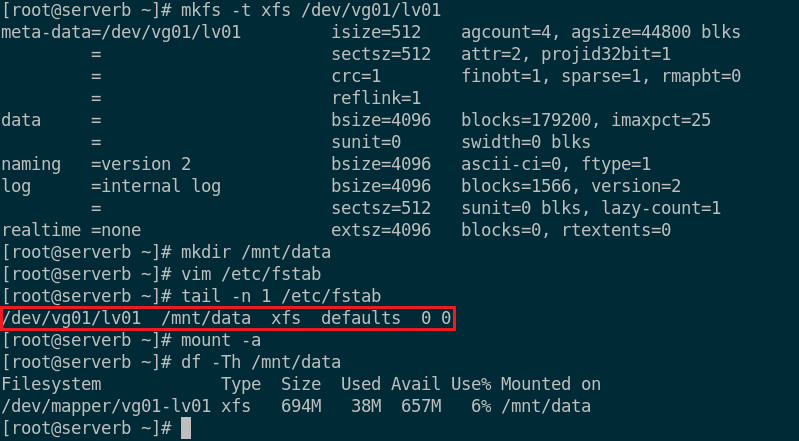 [root@serverb ~]# mkfs -t xfs /dev/vg01/lv01
meta-data=/dev/vg01/lv01         isize=512    agcount=4, agsize=44800 blks
         =                       sectsz=512   attr=2, projid32bit=1
         =                       crc=1        finobt=1, sparse=1, rmapbt=0
         =                       reflink=1
data     =                       bsize=4096   blocks=179200, imaxpct=25
         =                       sunit=0      swidth=0 blks
naming   =version 2              bsize=4096   ascii-ci=0, ftype=1
log      =internal log           bsize=4096   blocks=1566, version=2
         =                       sectsz=512   sunit=0 blks, lazy-count=1
realtime =none                   extsz=4096   blocks=0, rtextents=0
[root@serverb ~]# mkdir /mnt/data
[root@serverb ~]# vim /etc/fstab
[root@serverb ~]# tail -n 1 /etc/fstab
/dev/vg01/lv01  /mnt/data  xfs  defaults  0 0
[root@serverb ~]# mount -a
[root@serverb ~]# df -Th /mnt/data
Filesystem            Type  Size  Used Avail Use% Mounted on
/dev/mapper/vg01-lv01 xfs   694M   38M  657M   6% /mnt/data
[root@serverb ~]#